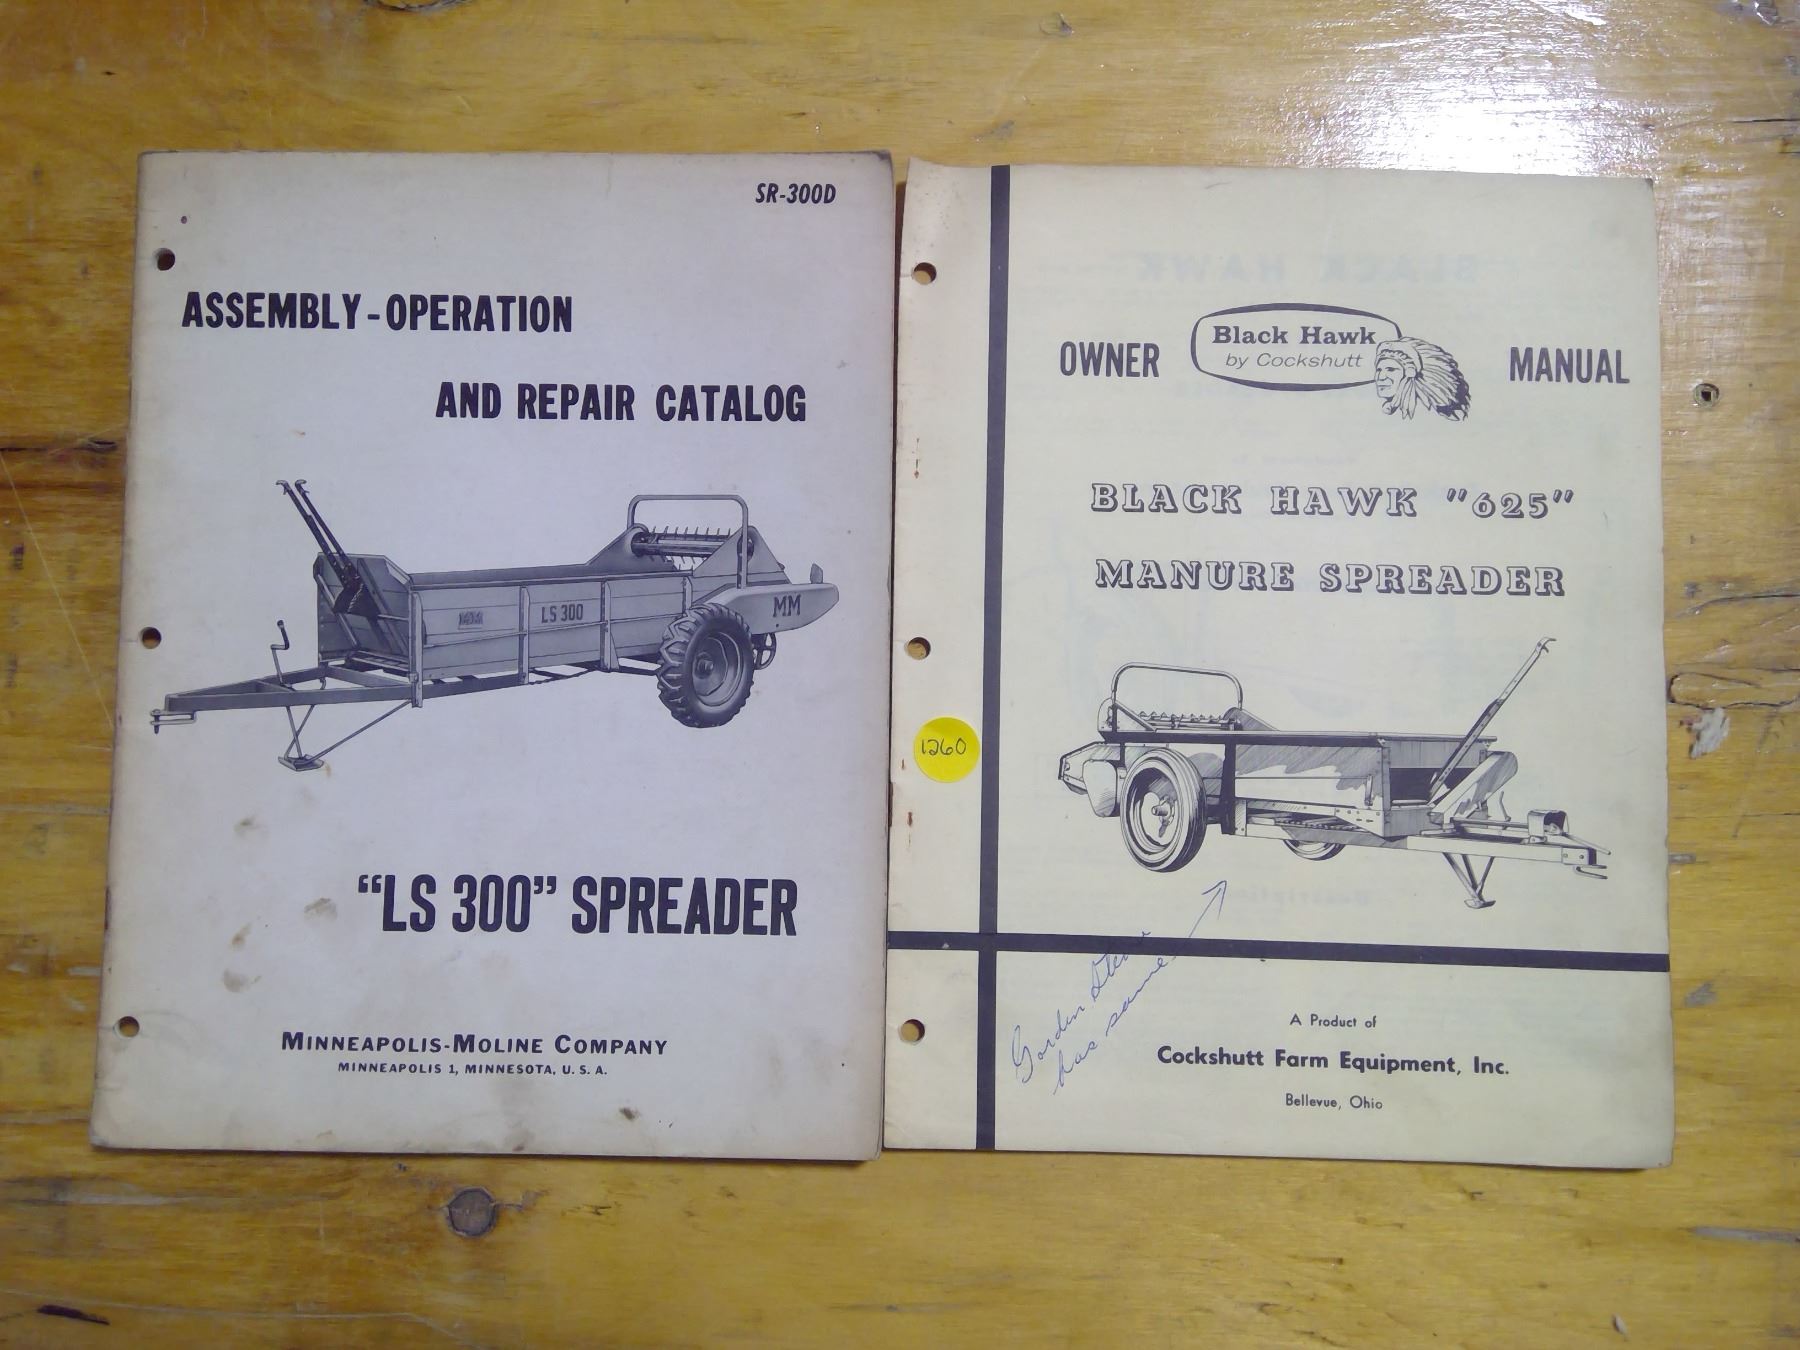 SR-300D
ASSEMBLY-OPERATION
AND REPAIR CATALOG
MM
LS 300
MM
"LS 300" SPREADER
MINNEAPOLIS-MOLINE COMPANY
MINNEAPOLIS 1, MINNESOTA, U. S. A.
OWNER
Black Hawk
by Cockshutt
MANUAL
BLACK HAWK "625"
MANURE SPREADER
1260
Gorden
has same
A Product of
Cockshutt Farm Equipment, Inc.
Bellevue, Ohio